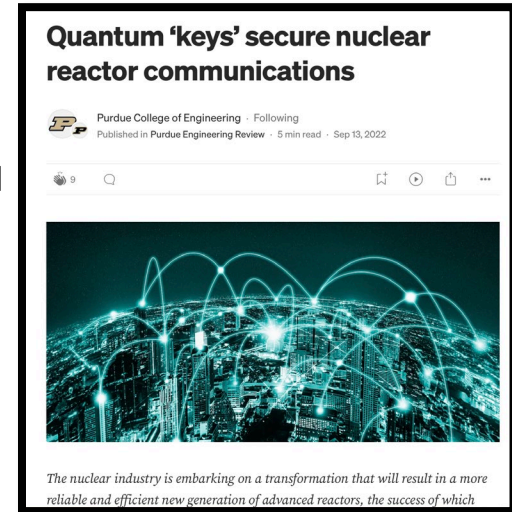 Quantum ‘keys’ secure nuclear
reactor communications
Purdue College of Engineering · Following
Published in Purdue Engineering Review · 5 min read · Sep 13, 2022
9
The nuclear industry is embarking on a transformation that will result in a more
reliable and efficient new generation of advanced reactors, the success of which